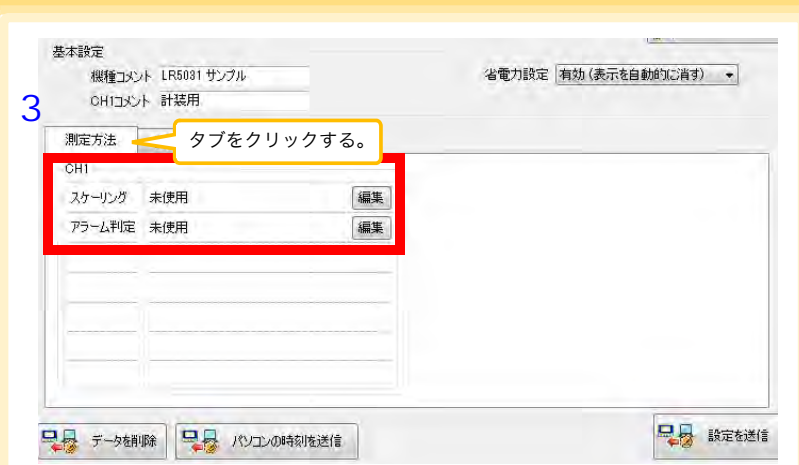 基本設定
機種コメント LR5031 サンプル
省電力設定 有効(表示を自動的に消す)
CH1コメント 計装用
3
測定方法
タブをクリックする。
CH1
スケーリング 未使用 編集
アラーム判定 未使用 編集
データを削除 パソコンの時刻を送信 設定を送信